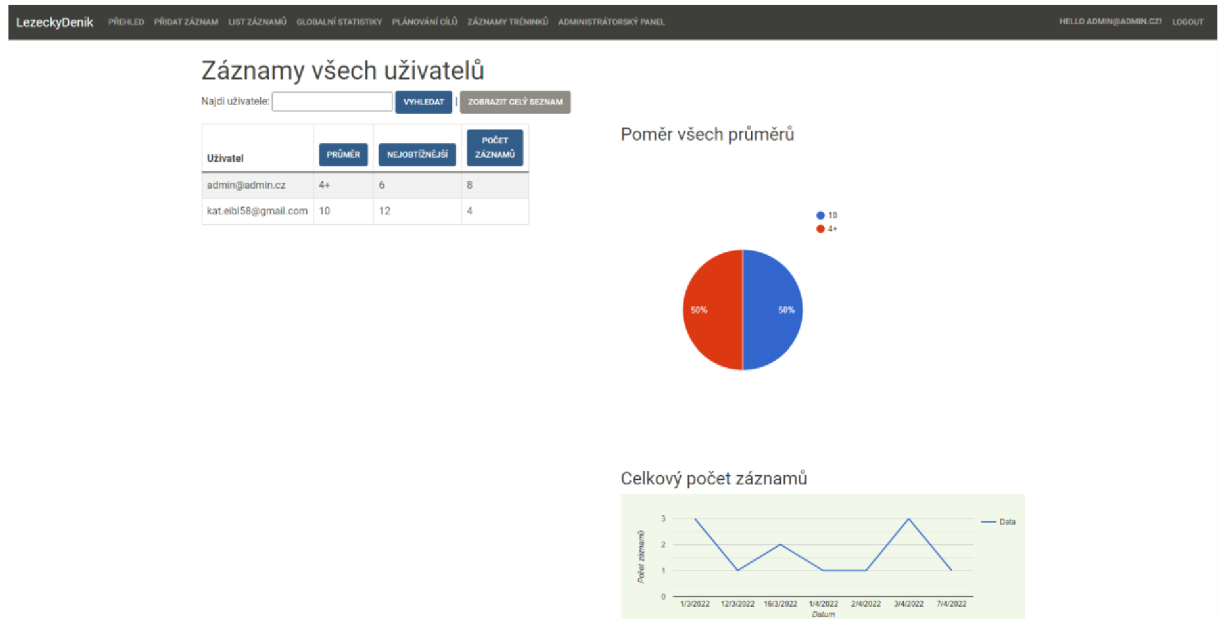 LezeckyDenik PŘEHLED PŘIDAT ZÁZNAM LIST ZÁZNAMŮ GLOBALNÍ STATISTIKY PLÁNOVÁNÍ CÍLŮ ZÁZNAMY TRÉNINKŮ ADMINISTRÁTORSKÝ PANEL HELLO ADMIN@ADMIN.CZ! LOGOUT
Záznamy všech uživatelů
Najdi uživatele: VYHLEDAT | ZOBRAZIT CELÝ SEZNAM
Uživatel PRŮMĚR NEJOBTÍŽNĚJŠÍ POČET ZÁZNAMŮ
admin@admin.cz 4+ 6 8
kat.eibl58@gmail.com 10 12 4
Poměr všech průměrů
10
4+
50% 50%
Celkový počet záznamů
Počet záznamů
3
2
1
0
Data
1/3/2022 12/3/2022 16/3/2022 1/4/2022 2/4/2022 3/4/2022 7/4/2022
Datum